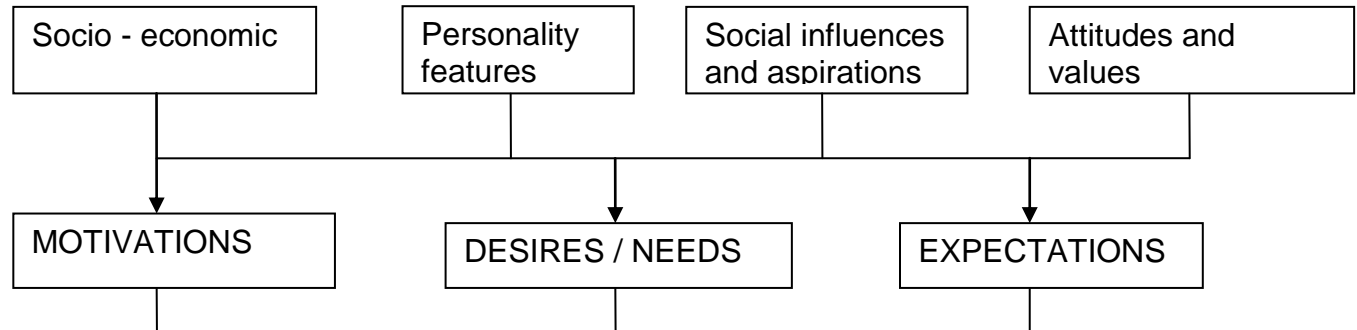 Socio - economic
Personality
features
Social influences
and aspirations
Attitudes and
values
MOTIVATIONS
DESIRES / NEEDS
EXPECTATIONS